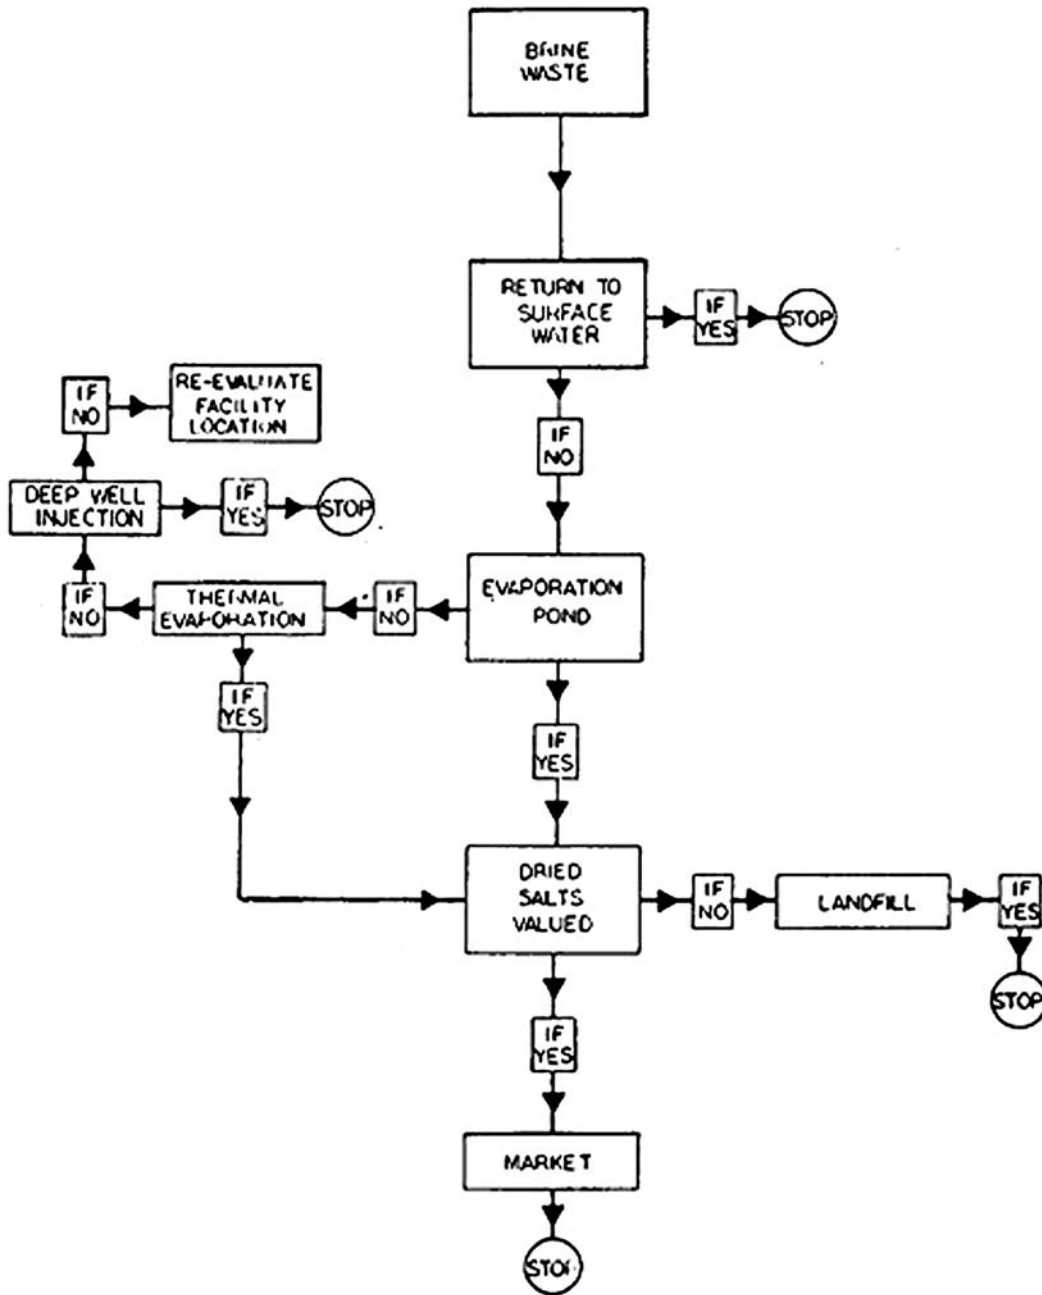 BRINE
WASTE
RETURN TO
SURFACE
WATER
IF
YES
STOP
IF
NO
RE-EVALUATE
FACILITY
LOCATION
IF
NO
DEEP WELL
INJECTION
IF
YES
STOP
IF
NO
THERMAL
EVAPORATION
IF
NO
EVAPORATION
POND
IF
YES
IF
YES
DRIED
SALTS
VALUED
IF
NO
LANDFILL
IF
YES
STOP
IF
YES
MARKET
STOP